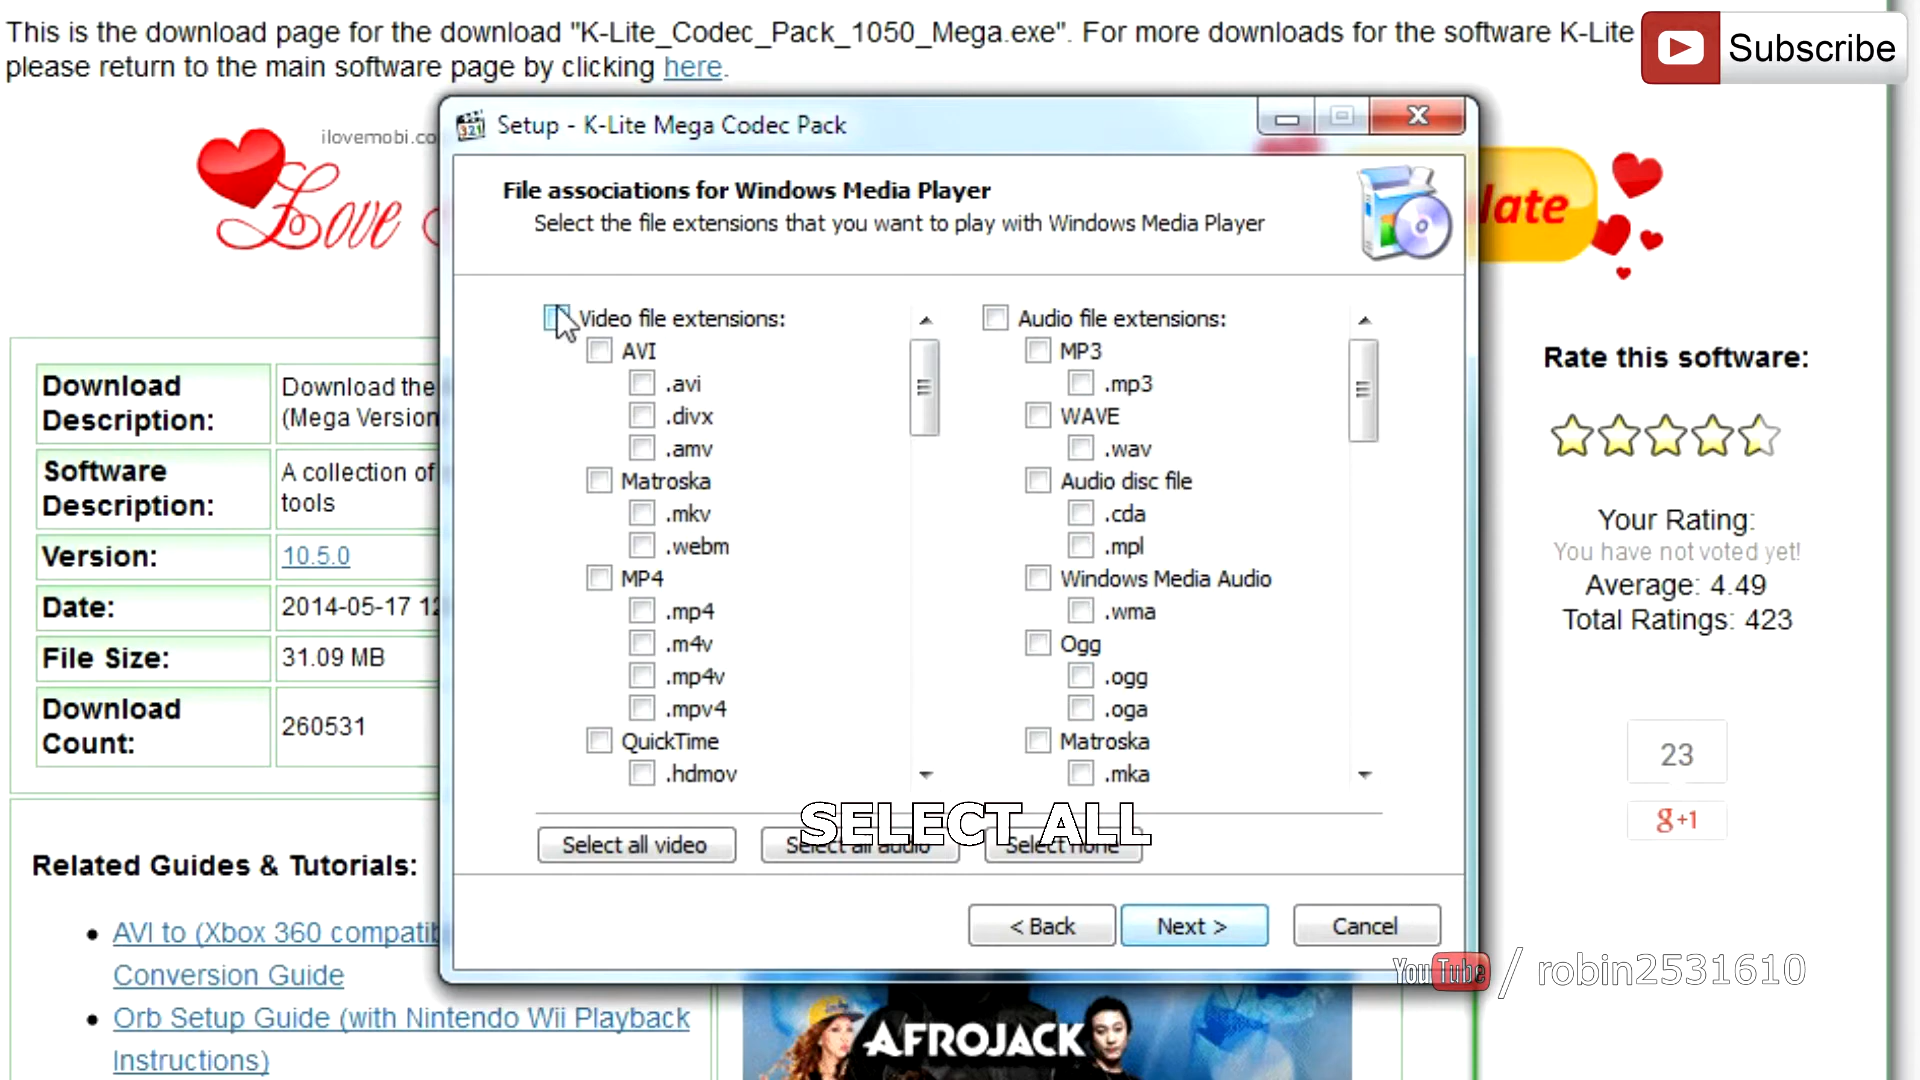 This is the download page for the download "K-Lite_Codec_Pack_1050_Mega.exe". For more downloads for the software K-Lite
please return to the main software page by clicking here.
Subscribe
ilovemobi.co
Love
late
Setup - K-Lite Mega Codec Pack
File associations for Windows Media Player
Select the file extensions that you want to play with Windows Media Player
Video file extensions:
AVI
.avi
.divx
.amv
Matroska
.mkv
.webm
MP4
.mp4
.m4v
.mp4v
.mpv4
QuickTime
.hdmov
Audio file extensions:
MP3
.mp3
WAVE
.wav
Audio disc file
.cda
.mpl
Windows Media Audio
.wma
Ogg
.ogg
.oga
Matroska
.mka
SELECT ALL
Select all video
Select all audio
Select none
< Back
Next >
Cancel
Download Description:
Download the
(Mega Version
Software Description:
A collection of
tools
Version:
10.5.0
Date:
2014-05-17 12
File Size:
31.09 MB
Download Count:
260531
Related Guides & Tutorials:
AVI to (Xbox 360 compatib
Conversion Guide
Orb Setup Guide (with Nintendo Wii Playback
Instructions)
Rate this software:
Your Rating:
You have not voted yet!
Average: 4.49
Total Ratings: 423
23
g+1
YouTube / robin2531610
AFROJACK